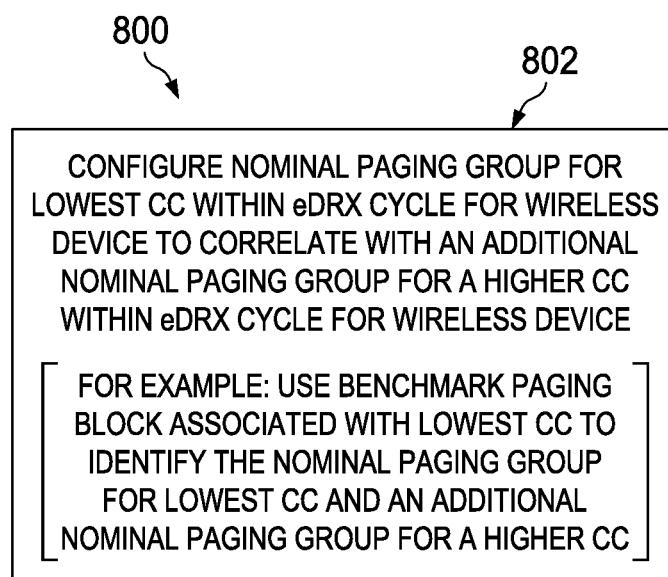 800
802
CONFIGURE NOMINAL PAGING GROUP FOR
LOWEST CC WITHIN eDRX CYCLE FOR WIRELESS
DEVICE TO CORRELATE WITH AN ADDITIONAL
NOMINAL PAGING GROUP FOR A HIGHER CC
WITHIN eDRX CYCLE FOR WIRELESS DEVICE
FOR EXAMPLE: USE BENCHMARK PAGING
BLOCK ASSOCIATED WITH LOWEST CC TO
IDENTIFY THE NOMINAL PAGING GROUP
FOR LOWEST CC AND AN ADDITIONAL
NOMINAL PAGING GROUP FOR A HIGHER CC